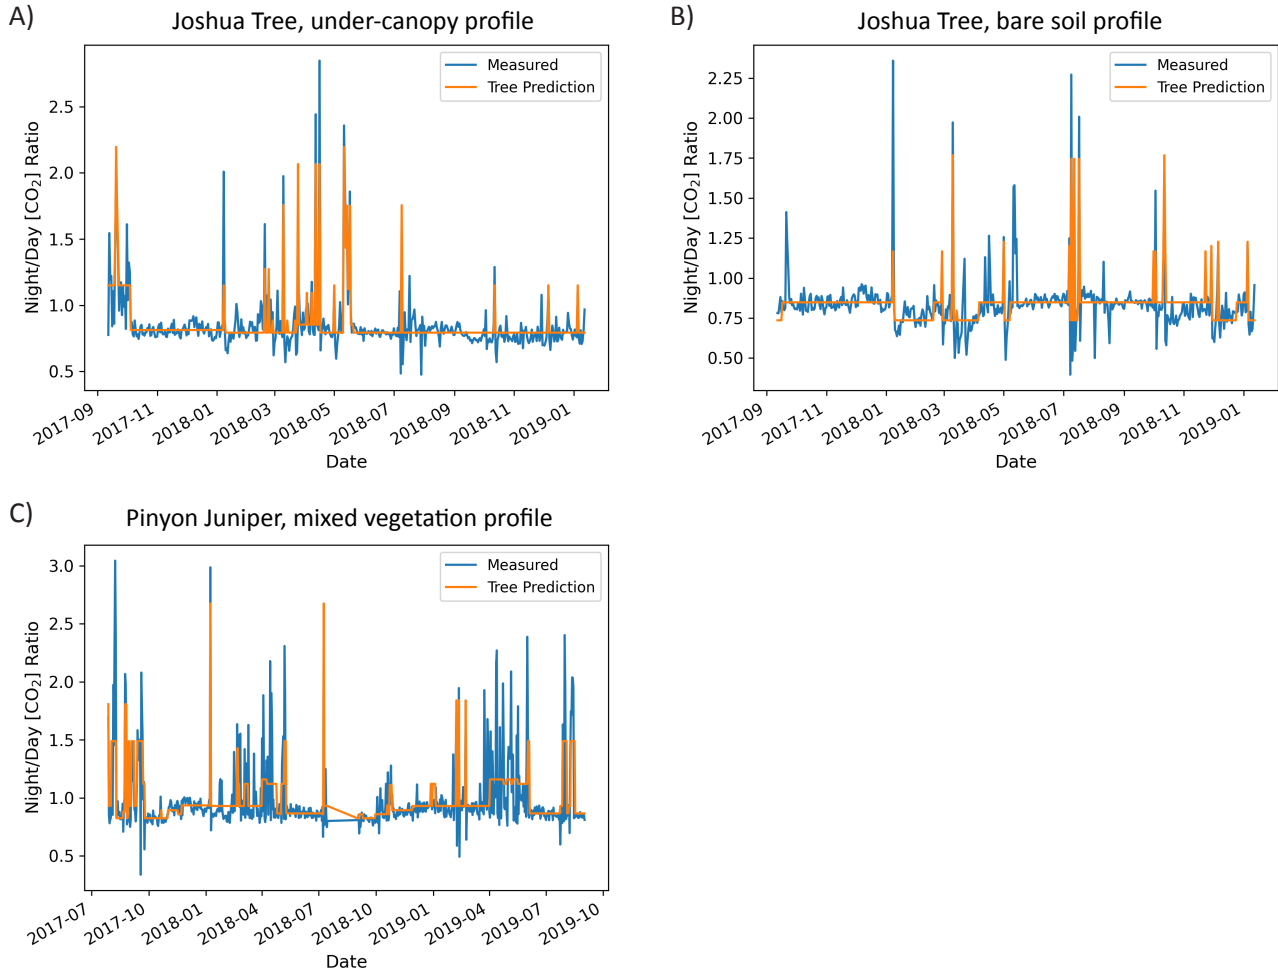 A)
Joshua Tree, under-canopy profile
Measured
Tree Prediction
Night/Day [CO₂] Ratio
2.5
2.0
1.5
1.0
0.5
2017-09
2017-11
2018-01
2018-03
2018-05
2018-07
2018-09
2018-11
2019-01
Date
B)
Joshua Tree, bare soil profile
Measured
Tree Prediction
Night/Day [CO₂] Ratio
2.25
2.00
1.75
1.50
1.25
1.00
0.75
0.50
2017-09
2017-11
2018-01
2018-03
2018-05
2018-07
2018-09
2018-11
2019-01
Date
C)
Pinyon Juniper, mixed vegetation profile
Measured
Tree Prediction
Night/Day [CO₂] Ratio
3.0
2.5
2.0
1.5
1.0
0.5
2017-07
2017-10
2018-01
2018-04
2018-07
2018-10
2019-01
2019-04
2019-07
2019-10
Date